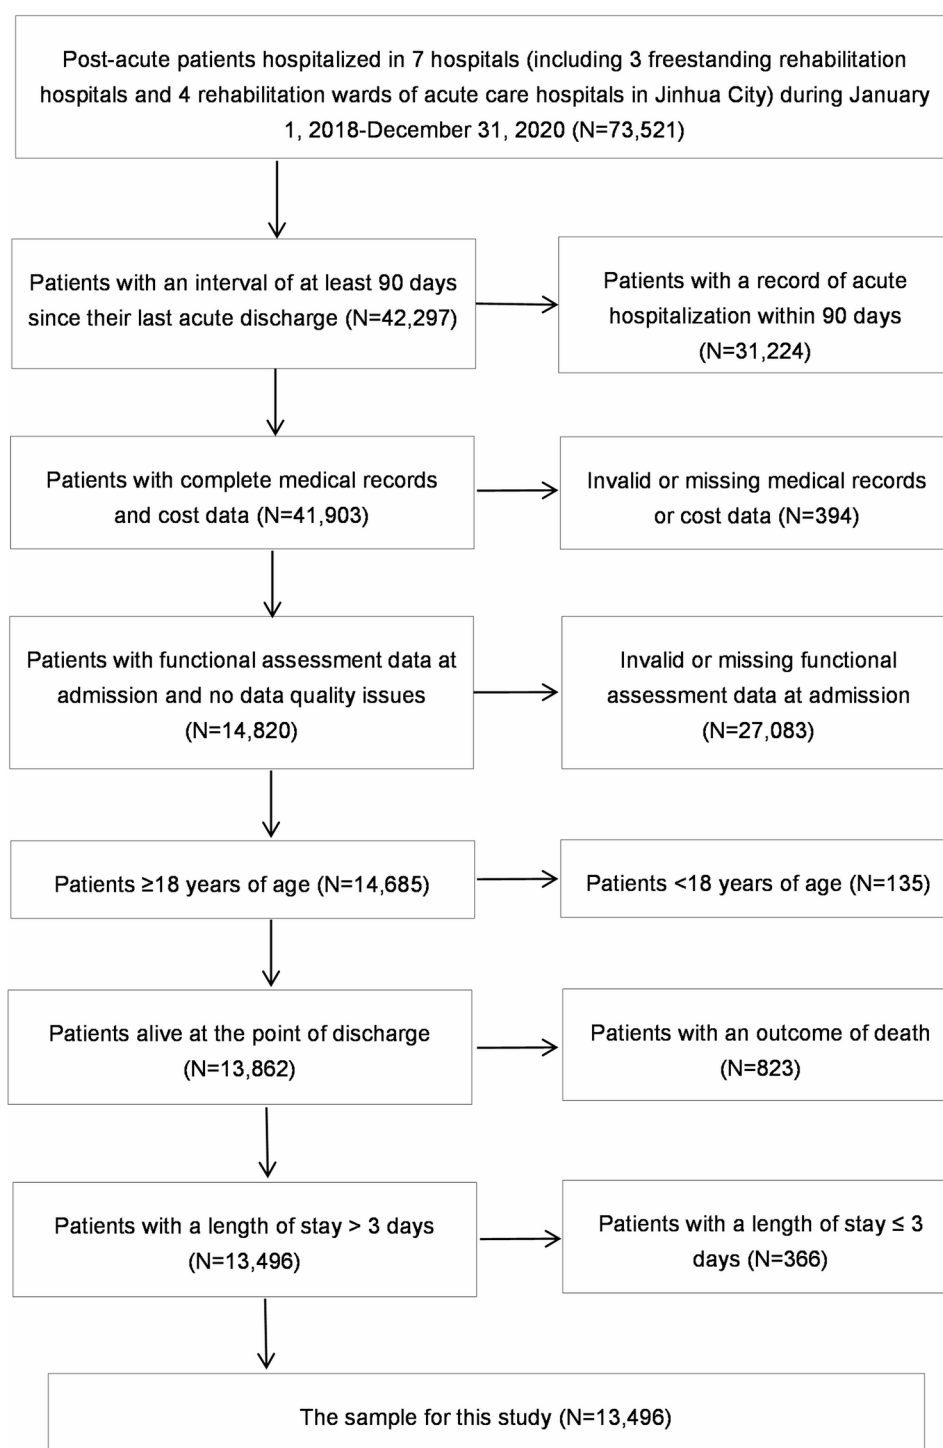 Post-acute patients hospitalized in 7 hospitals (including 3 freestanding rehabilitation
hospitals and 4 rehabilitation wards of acute care hospitals in Jinhua City) during January
1, 2018-December 31, 2020 (N=73,521)
Patients with an interval of at least 90 days
since their last acute discharge (N=42,297)
Patients with a record of acute
hospitalization within 90 days
(N=31,224)
Patients with complete medical records
and cost data (N=41,903)
Invalid or missing medical records
or cost data (N=394)
Patients with functional assessment data at
admission and no data quality issues
(N=14,820)
Invalid or missing functional
assessment data at admission
(N=27,083)
Patients ≥18 years of age (N=14,685)
Patients <18 years of age (N=135)
Patients alive at the point of discharge
(N=13,862)
Patients with an outcome of death
(N=823)
Patients with a length of stay > 3 days
(N=13,496)
Patients with a length of stay ≤ 3
days (N=366)
The sample for this study (N=13,496)